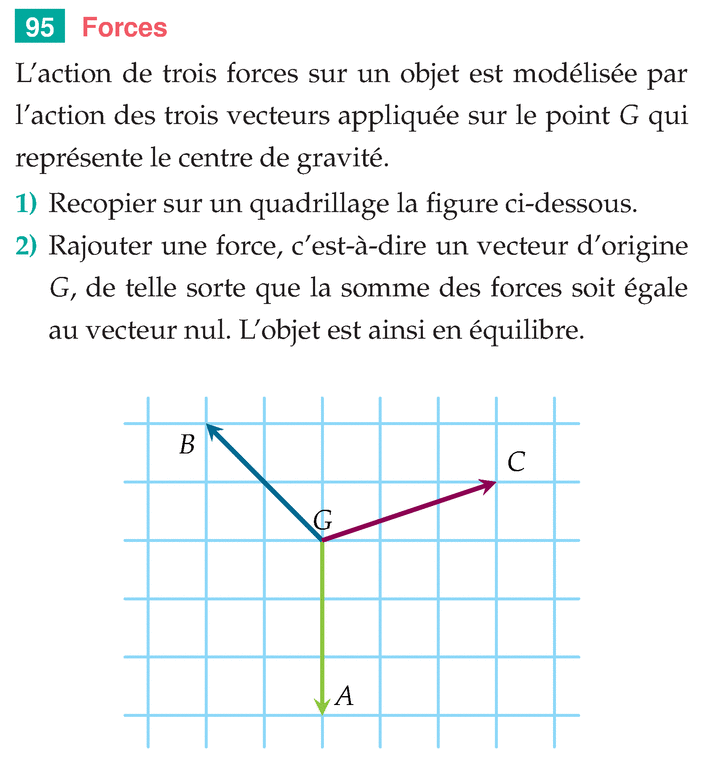 95 Forces
L’action de trois forces sur un objet est modélisée par
l’action des trois vecteurs appliquée sur le point G qui
représente le centre de gravité.
1) Recopier sur un quadrillage la figure ci-dessous.
2) Rajouter une force, c’est-à-dire un vecteur d’origine
G, de telle sorte que la somme des forces soit égale
au vecteur nul. L’objet est ainsi en équilibre.
B
C
G
A